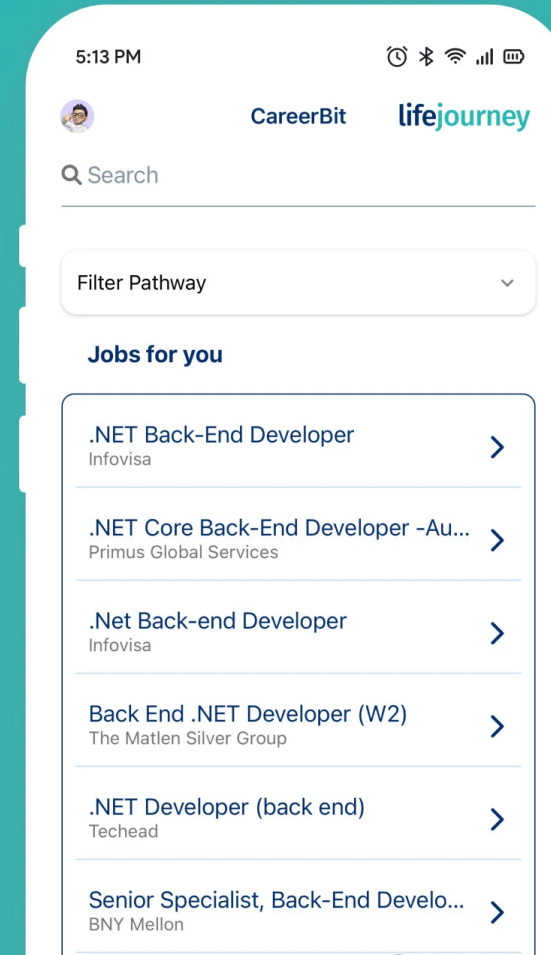 5:13 PM
CareerBit
lifejourney
Search
Filter Pathway
Jobs for you
.NET Back-End Developer
Infovisa
.NET Core Back-End Developer -Au...
Primus Global Services
.Net Back-end Developer
Infovisa
Back End .NET Developer (W2)
The Matlen Silver Group
.NET Developer (back end)
Techead
Senior Specialist, Back-End Develo...
BNY Mellon